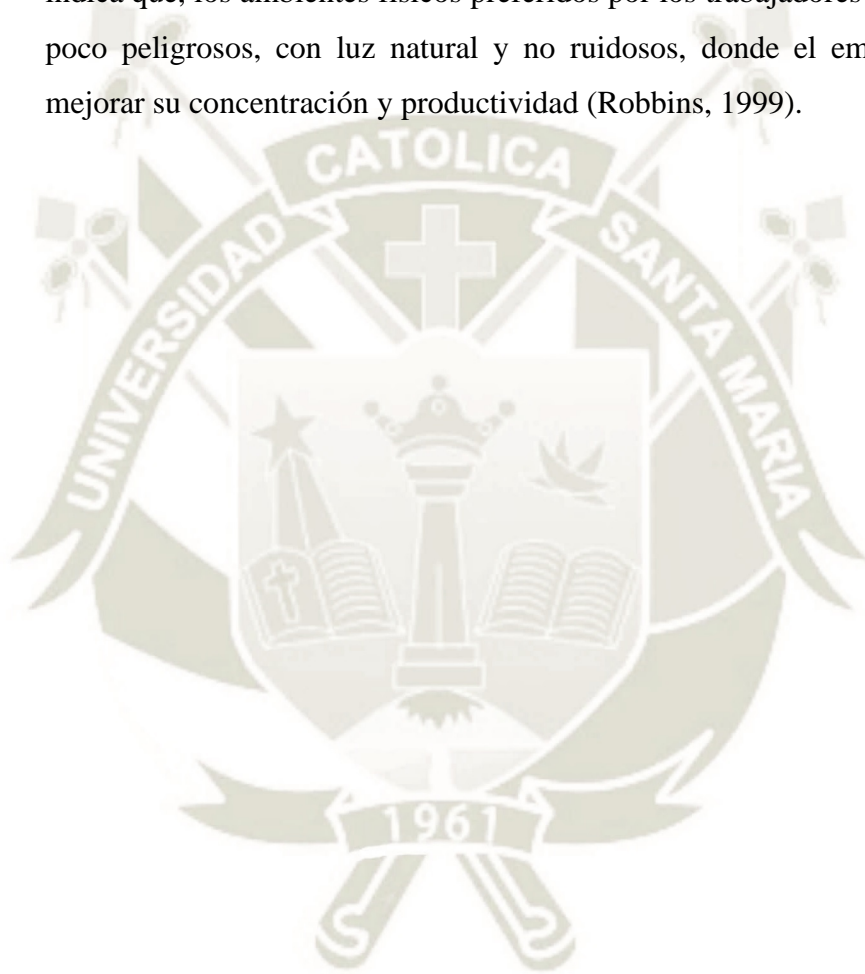 indica que, los ambientes físicos preferidos por los trabajadores
poco peligrosos, con luz natural y no ruidosos, donde el em
mejorar su concentración y productividad (Robbins, 1999).
UNIVERSIDAD CATOLICA SANTA MARIA
1961